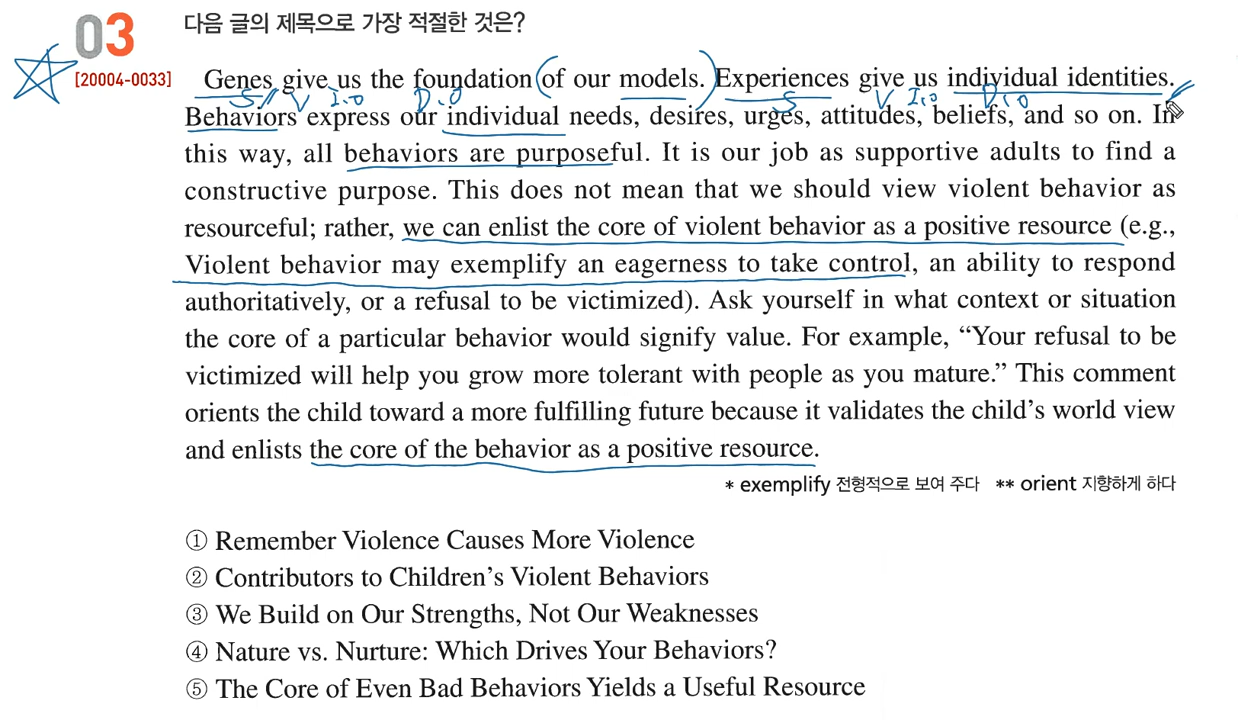 03 다음 글의 제목으로 가장 적절한 것은?
[20004-0033] Genes give us the foundation (of our models.) Experiences give us individual identities.
S V I.O D.O S V I.O D.O
Behaviors express our individual needs, desires, urges, attitudes, beliefs, and so on. In
this way, all behaviors are purposeful. It is our job as supportive adults to find a
constructive purpose. This does not mean that we should view violent behavior as
resourceful; rather, we can enlist the core of violent behavior as a positive resource (e.g.,
Violent behavior may exemplify an eagerness to take control, an ability to respond
authoritatively, or a refusal to be victimized). Ask yourself in what context or situation
the core of a particular behavior would signify value. For example, “Your refusal to be
victimized will help you grow more tolerant with people as you mature.” This comment
orients the child toward a more fulfilling future because it validates the child’s world view
and enlists the core of the behavior as a positive resource.
* exemplify 전형적으로 보여 주다 ** orient 지향하게 하다
① Remember Violence Causes More Violence
② Contributors to Children’s Violent Behaviors
③ We Build on Our Strengths, Not Our Weaknesses
④ Nature vs. Nurture: Which Drives Your Behaviors?
⑤ The Core of Even Bad Behaviors Yields a Useful Resource